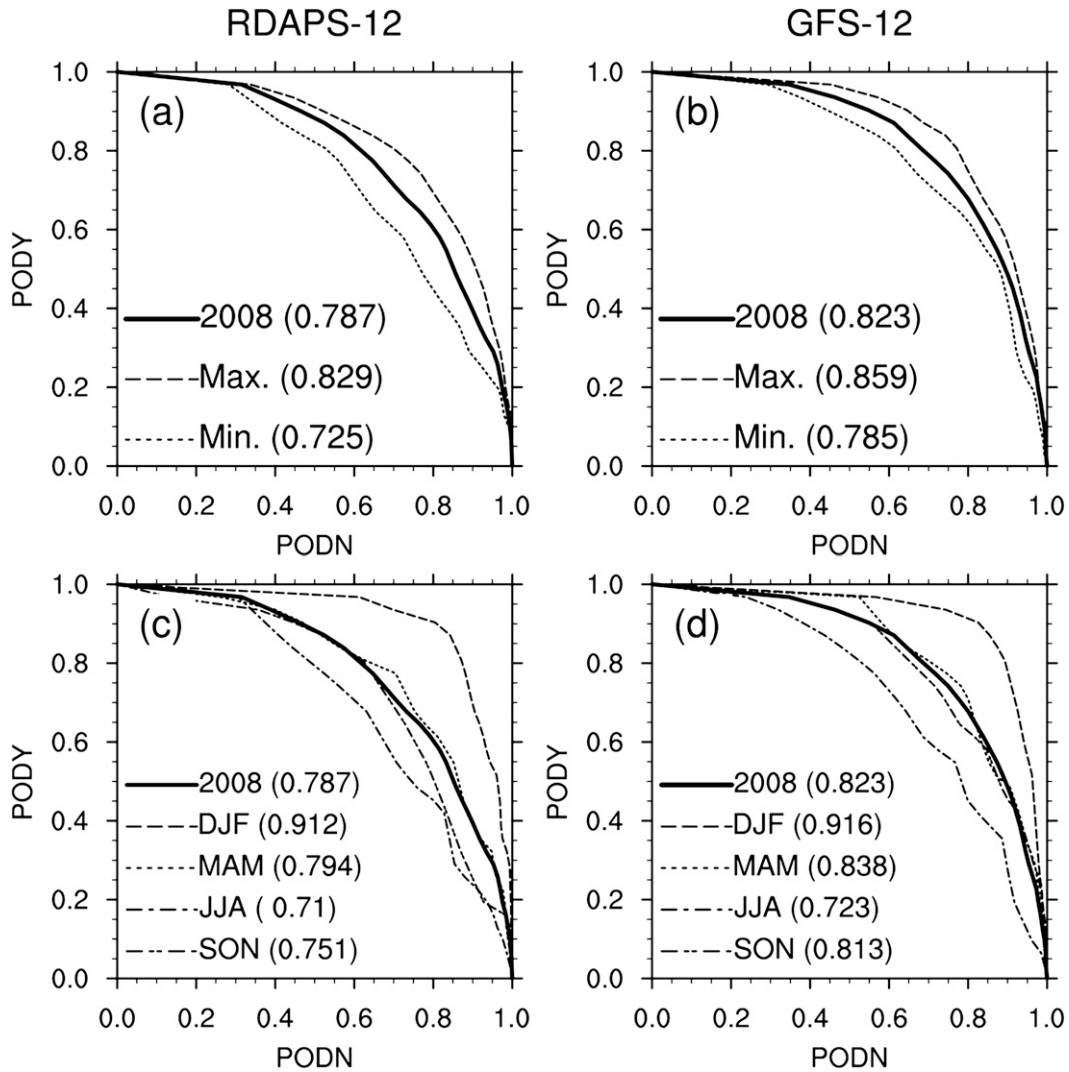 RDAPS-12
GFS-12
(a)
PODY
1.0
0.8
0.6
0.4
0.2
0.0
2008 (0.787)
Max. (0.829)
Min. (0.725)
0.0 0.2 0.4 0.6 0.8 1.0
PODN
(b)
PODY
1.0
0.8
0.6
0.4
0.2
0.0
2008 (0.823)
Max. (0.859)
Min. (0.785)
0.0 0.2 0.4 0.6 0.8 1.0
PODN
(c)
PODY
1.0
0.8
0.6
0.4
0.2
0.0
2008 (0.787)
DJF (0.912)
MAM (0.794)
JJA ( 0.71)
SON (0.751)
0.0 0.2 0.4 0.6 0.8 1.0
PODN
(d)
PODY
1.0
0.8
0.6
0.4
0.2
0.0
2008 (0.823)
DJF (0.916)
MAM (0.838)
JJA (0.723)
SON (0.813)
0.0 0.2 0.4 0.6 0.8 1.0
PODN